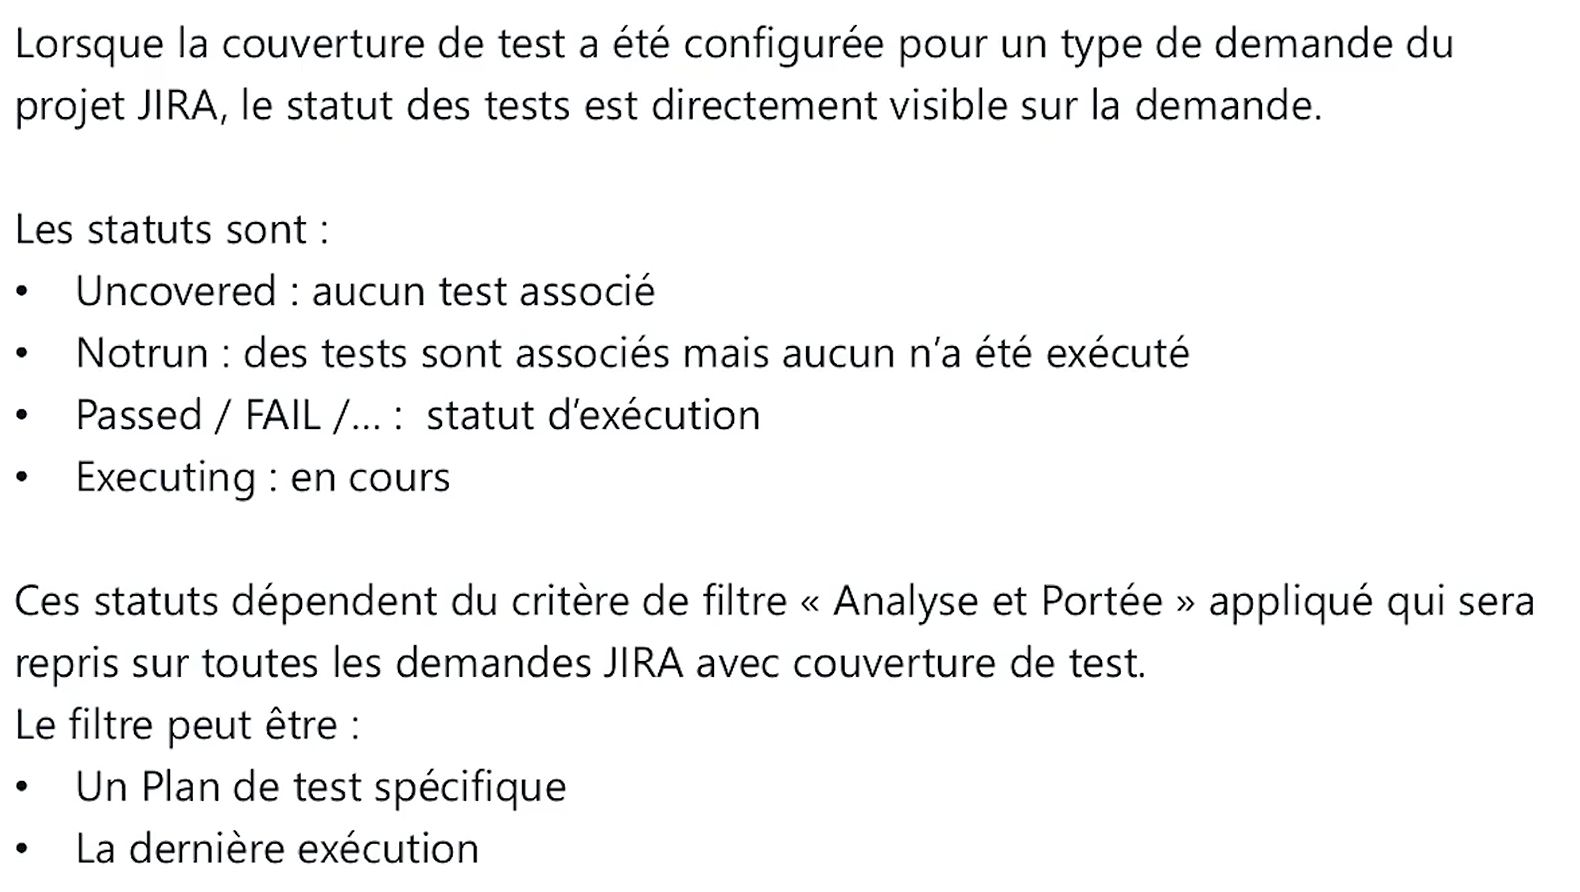 Lorsque la couverture de test a été configurée pour un type de demande du
projet JIRA, le statut des tests est directement visible sur la demande.
Les statuts sont :
• Uncovered : aucun test associé
• Notrun : des tests sont associés mais aucun n’a été exécuté
• Passed / FAIL /... :  statut d’exécution
• Executing : en cours
Ces statuts dépendent du critère de filtre « Analyse et Portée » appliqué qui sera
repris sur toutes les demandes JIRA avec couverture de test.
Le filtre peut être :
• Un Plan de test spécifique
• La dernière exécution